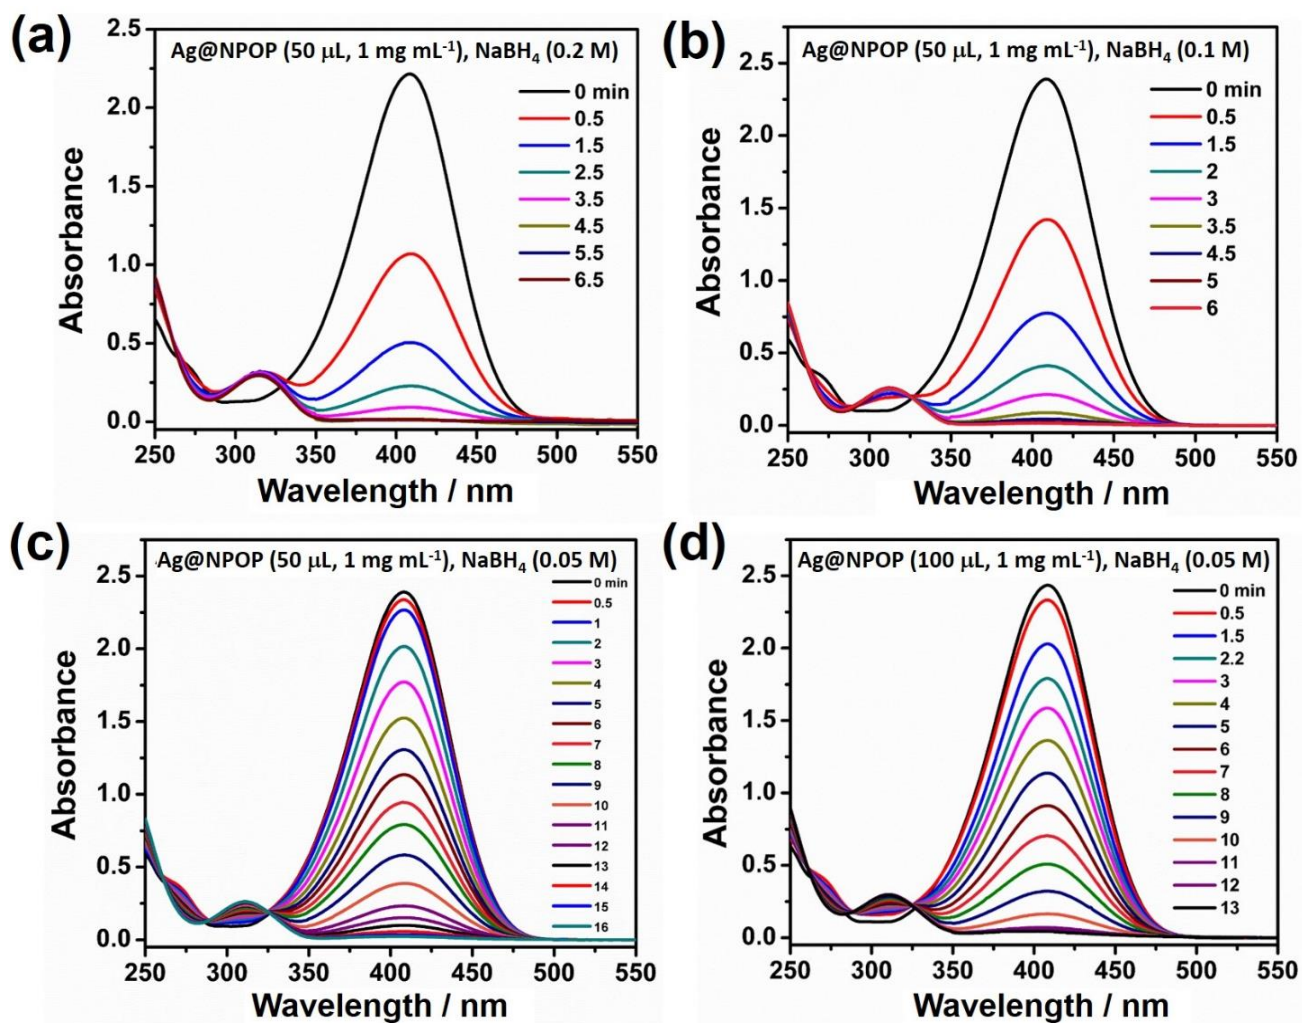 (a)
Ag@NPOP (50 μL, 1 mg mL-1), NaBH4 (0.2 M)
0 min
0.5
1.5
2.5
3.5
4.5
5.5
6.5
2.5
2.0
1.5
1.0
0.5
0.0
Absorbance
250 300 350 400 450 500 550
Wavelength / nm
(b)
Ag@NPOP (50 μL, 1 mg mL-1), NaBH4 (0.1 M)
0 min
0.5
1.5
2
3
3.5
4.5
5
6
2.5
2.0
1.5
1.0
0.5
0.0
Absorbance
250 300 350 400 450 500 550
Wavelength / nm
(c)
Ag@NPOP (50 μL, 1 mg mL-1), NaBH4 (0.05 M)
0 min
0.5
1
2
3
4
5
6
7
8
9
10
11
12
13
14
15
16
2.5
2.0
1.5
1.0
0.5
0.0
Absorbance
250 300 350 400 450 500 550
Wavelength / nm
(d)
Ag@NPOP (100 μL, 1 mg mL-1), NaBH4 (0.05 M)
0 min
0.5
1.5
2.2
3
4
5
6
7
8
9
10
11
12
13
2.5
2.0
1.5
1.0
0.5
0.0
Absorbance
250 300 350 400 450 500 550
Wavelength / nm